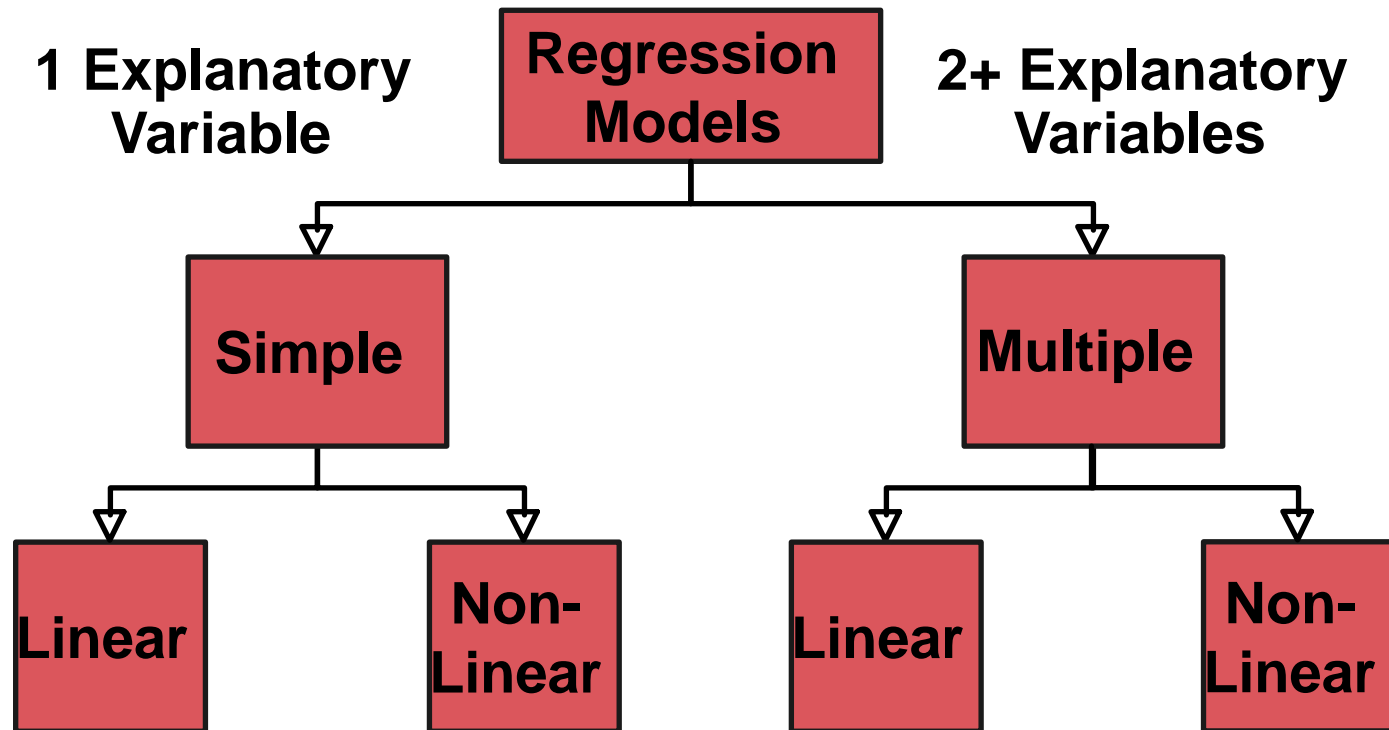 1 Explanatory
Variable
Regression
Models
2+ Explanatory
Variables
Simple
Multiple
Linear
Non-
Linear
Linear
Non-
Linear